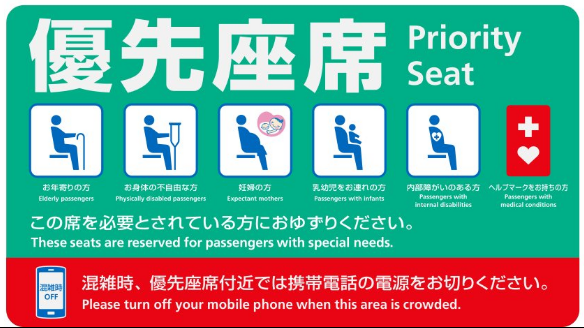 優先座席
Priority
Seat
お年寄りの方
Elderly passengers
お身体の不自由な方
Physically disabled passengers
妊婦の方
Expectant mothers
乳幼児をお連れの方
Passengers with infants
内部障がいのある方
Passengers with
internal disabilities
ヘルプマークをお持ちの方
Passengers with
medical conditions
この席を必要とされている方におゆずりください。
These seats are reserved for passengers with special needs.
混雑時
OFF
混雑時、優先座席付近では携帯電話の電源をお切りください。
Please turn off your mobile phone when this area is crowded.